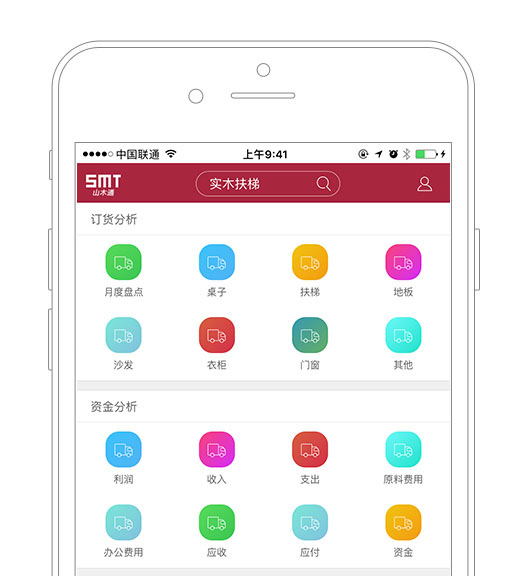 中国联通 上午9:41
SMT
山木通
实木扶梯
订货分析
月度盘点 桌子 扶梯 地板
沙发 衣柜 门窗 其他
资金分析
利润 收入 支出 原料费用
办公费用 应收 应付 资金